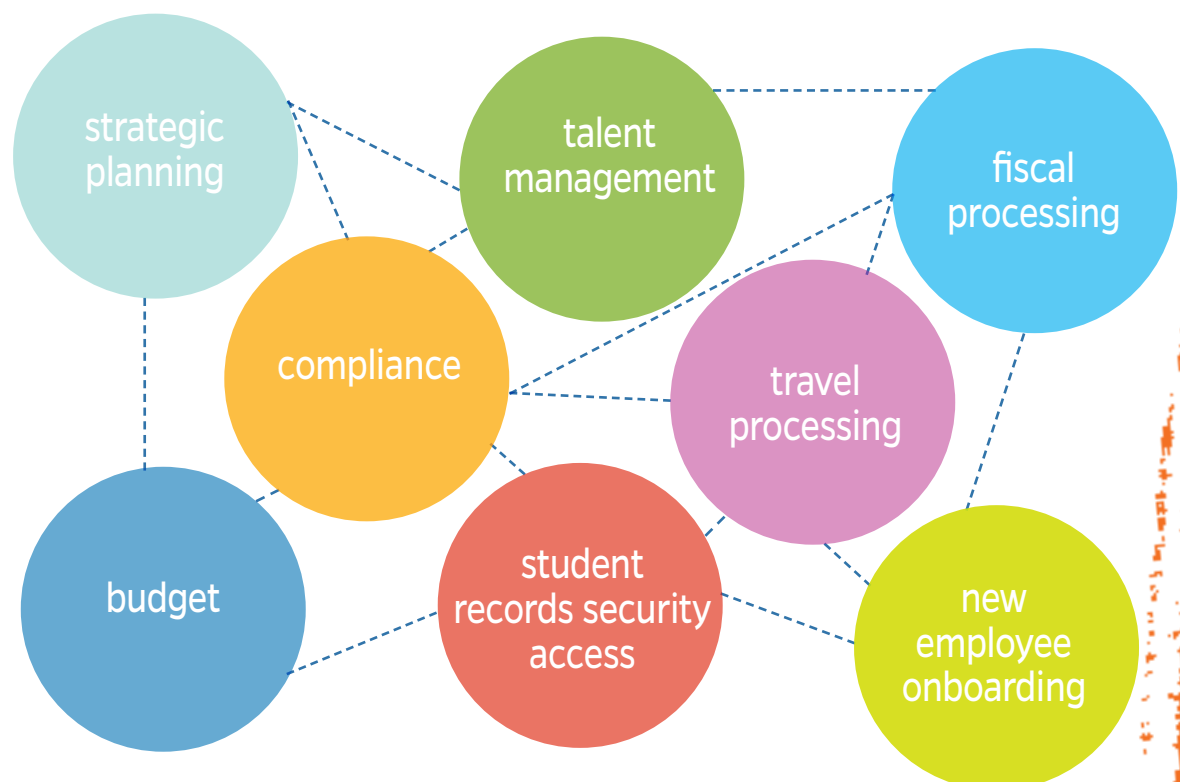 strategic
planning
talent
management
fiscal
processing
compliance
travel
processing
budget
student
records security
access
new
employee
onboarding